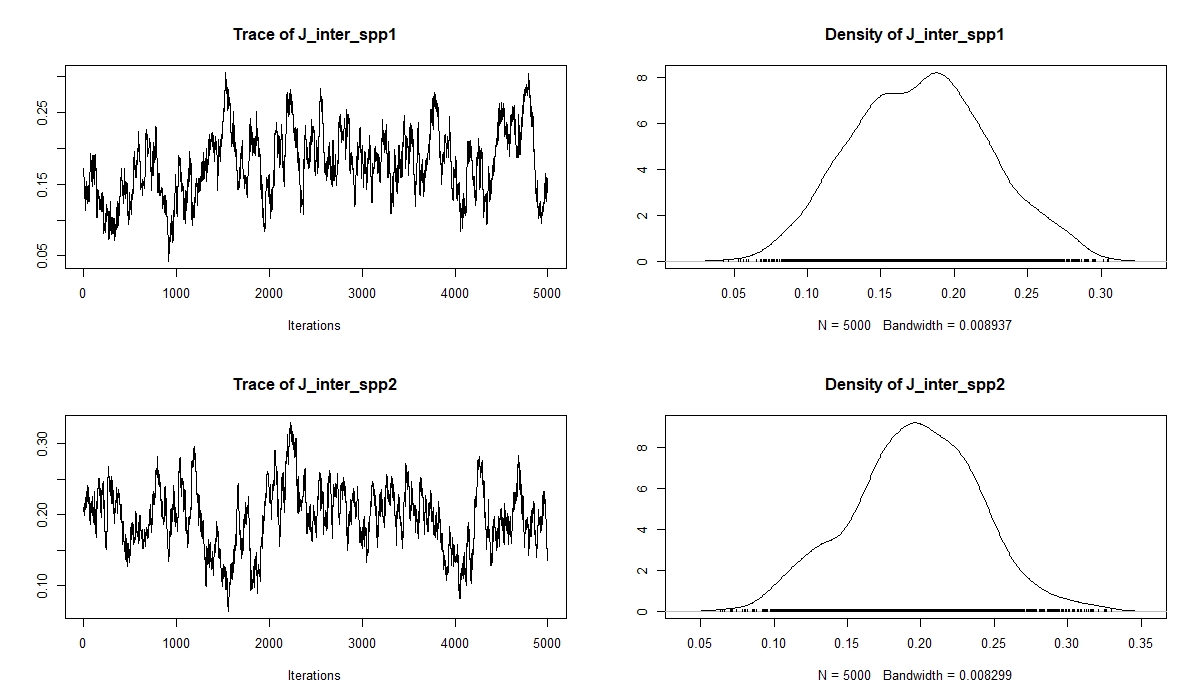 Trace of J_inter_spp1
0.05 0.15 0.25
0 1000 2000 3000 4000 5000
Iterations
Density of J_inter_spp1
0 2 4 6 8
0.05 0.10 0.15 0.20 0.25 0.30
N = 5000 Bandwidth = 0.008937
Trace of J_inter_spp2
0.10 0.20 0.30
0 1000 2000 3000 4000 5000
Iterations
Density of J_inter_spp2
0 2 4 6 8
0.05 0.10 0.15 0.20 0.25 0.30 0.35
N = 5000 Bandwidth = 0.008299